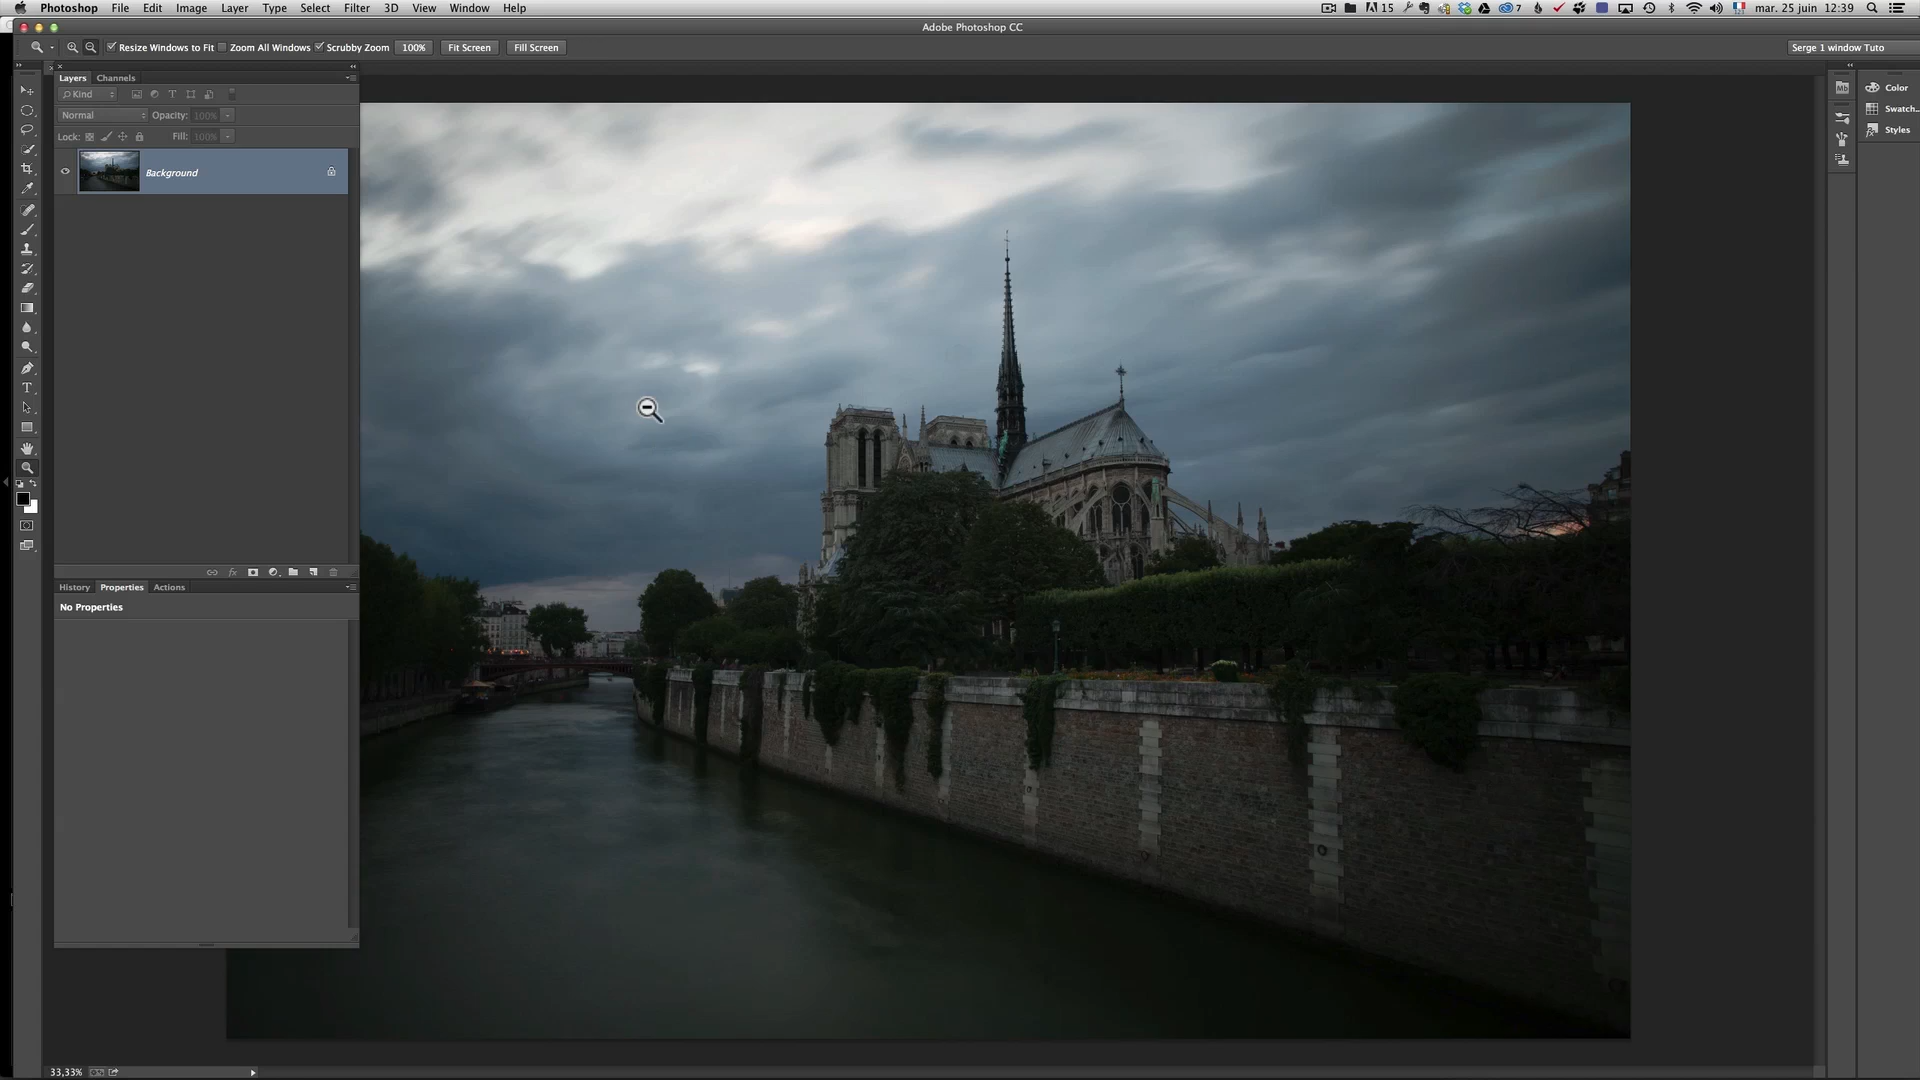 Photoshop File Edit Image Layer Type Select Filter 3D View Window Help 15 7 mar. 25 juin 12:39
Adobe Photoshop CC
Resize Windows to Fit Zoom All Windows Scrubby Zoom 100% Fit Screen Fill Screen Serge 1 window Tuto
Layers Channels
Kind
Normal Opacity: 100%
Lock: Fill: 100%
Background
Mb Color
Swatch...
Styles
fx
History Properties Actions
No Properties
33,33%